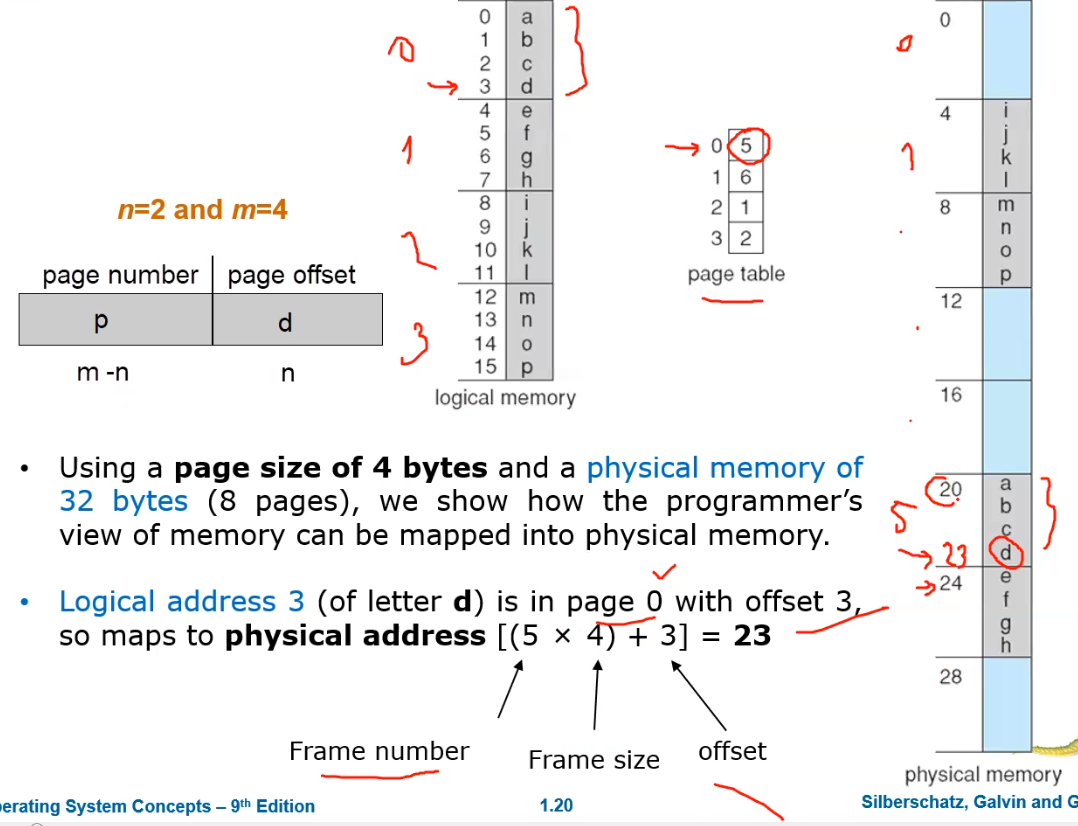 0 a
1 b
2 c
3 d
4 e
5 f
6 g
7 h
8 i
9 j
10 k
11 l
12 m
13 n
14 o
15 p
logical memory
0
1
2
3
n=2 and m=4
page number page offset
p d
m -n n
0 5
1 6
2 1
3 2
page table
0
0
4 i
j
k
l
1
8 m
n
o
p
12
16
20 a
b
c
23 d
5
24 e
f
g
h
28
physical memory
• Using a page size of 4 bytes and a physical memory of
32 bytes (8 pages), we show how the programmer's
view of memory can be mapped into physical memory.
• Logical address 3 (of letter d) is in page 0 with offset 3,
so maps to physical address [(5 × 4) + 3] = 23
Frame number Frame size offset
perating System Concepts – 9th Edition 1.20 Silberschatz, Galvin and G